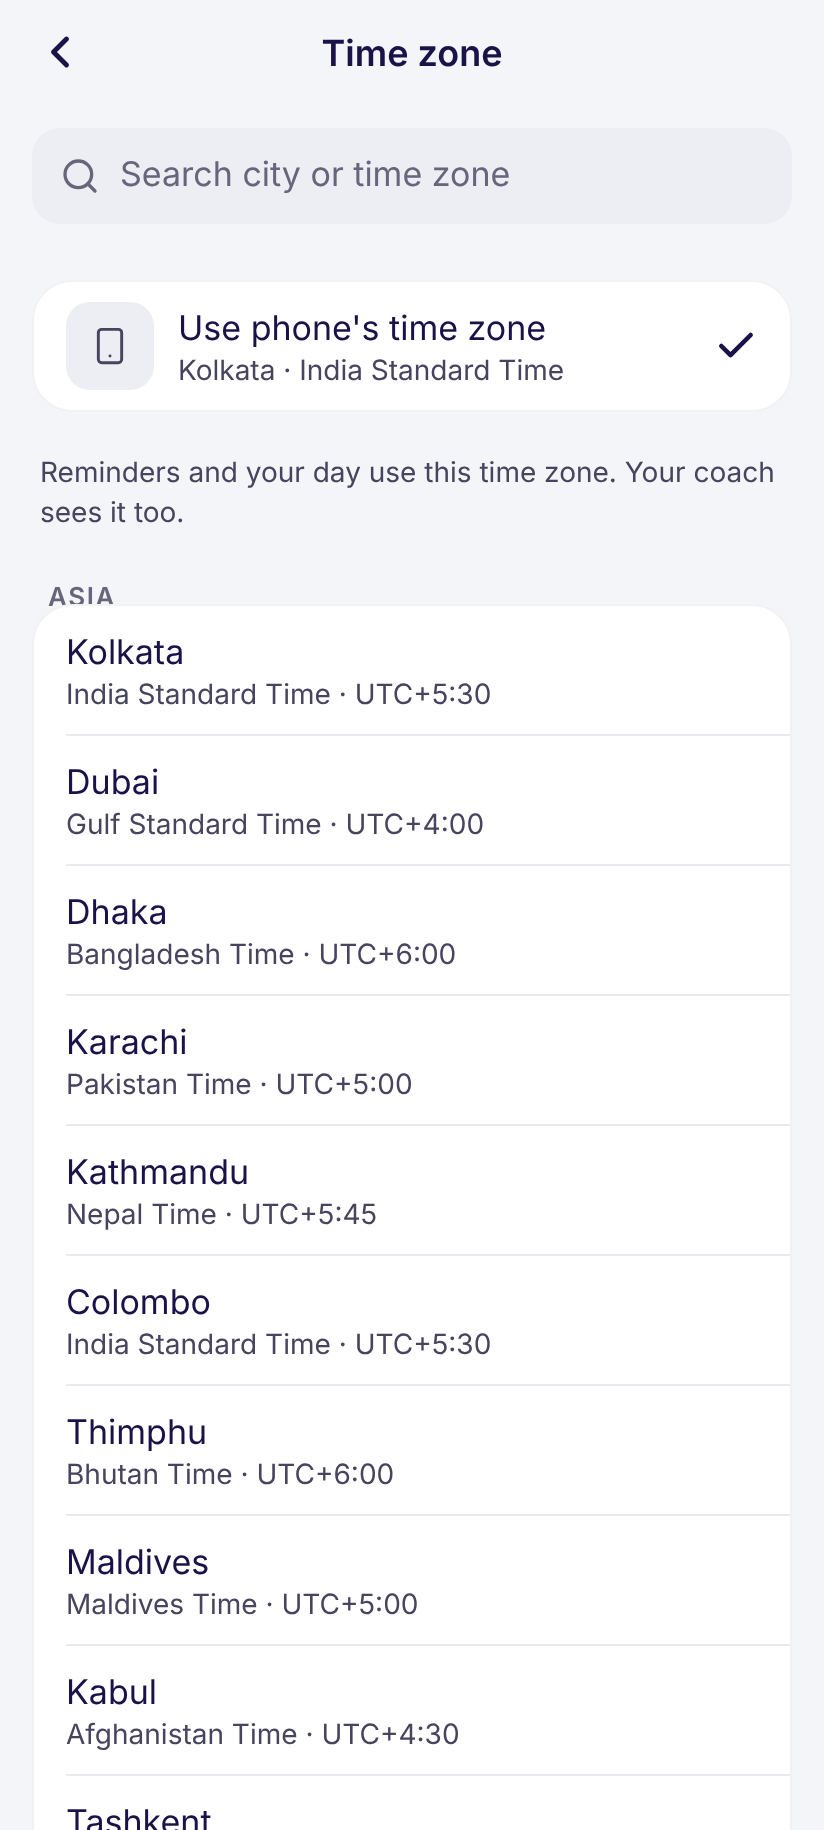 Time zone
Search city or time zone
Use phone's time zone
Kolkata · India Standard Time
Reminders and your day use this time zone. Your coach
sees it too.
ASIA
Kolkata
India Standard Time · UTC+5:30
Dubai
Gulf Standard Time · UTC+4:00
Dhaka
Bangladesh Time · UTC+6:00
Karachi
Pakistan Time · UTC+5:00
Kathmandu
Nepal Time · UTC+5:45
Colombo
India Standard Time · UTC+5:30
Thimphu
Bhutan Time · UTC+6:00
Maldives
Maldives Time · UTC+5:00
Kabul
Afghanistan Time · UTC+4:30
Tashkent